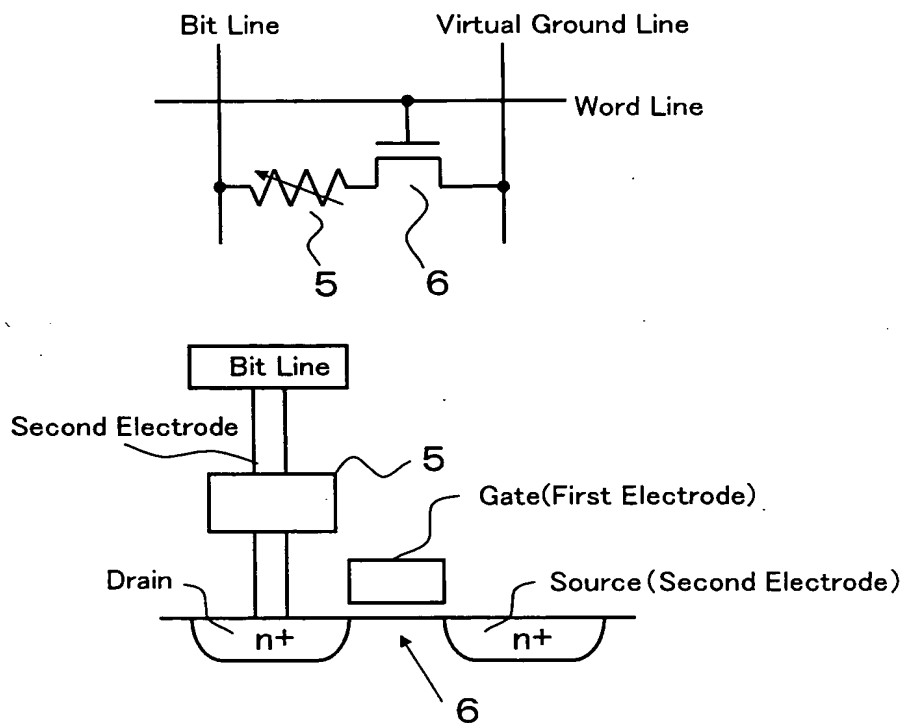 Bit Line
Virtual Ground Line
Word Line
5
6
Bit Line
Second Electrode
5
Gate(First Electrode)
Drain
Source(Second Electrode)
n+
n+
6